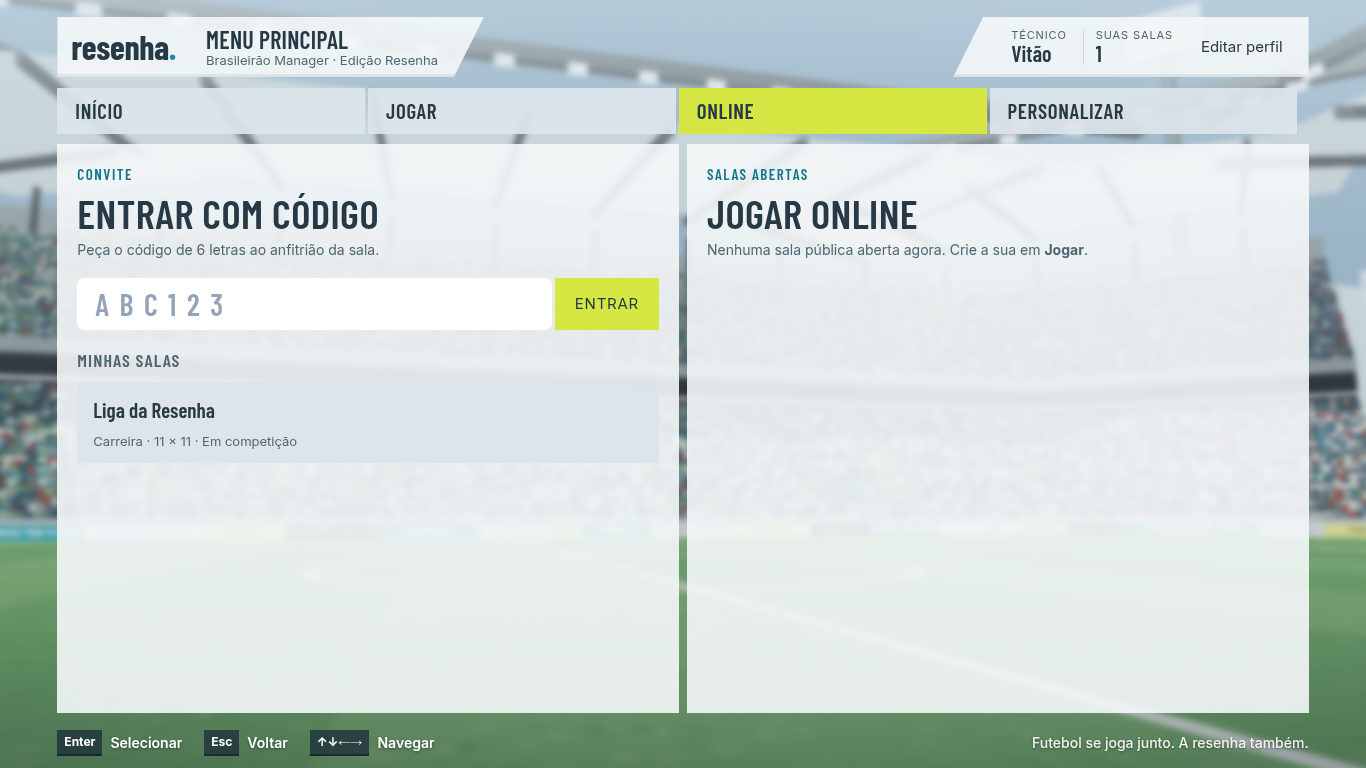 resenha.
MENU PRINCIPAL
Brasileirão Manager · Edição Resenha
TÉCNICO
Vitão
SUAS SALAS
1
Editar perfil
INÍCIO
JOGAR
ONLINE
PERSONALIZAR
CONVITE
ENTRAR COM CÓDIGO
Peça o código de 6 letras ao anfitrião da sala.
ABC123
ENTRAR
MINHAS SALAS
Liga da Resenha
Carreira · 11 × 11 · Em competição
SALAS ABERTAS
JOGAR ONLINE
Nenhuma sala pública aberta agora. Crie a sua em Jogar.
Enter Selecionar Esc Voltar ↑↓←→ Navegar
Futebol se joga junto. A resenha também.